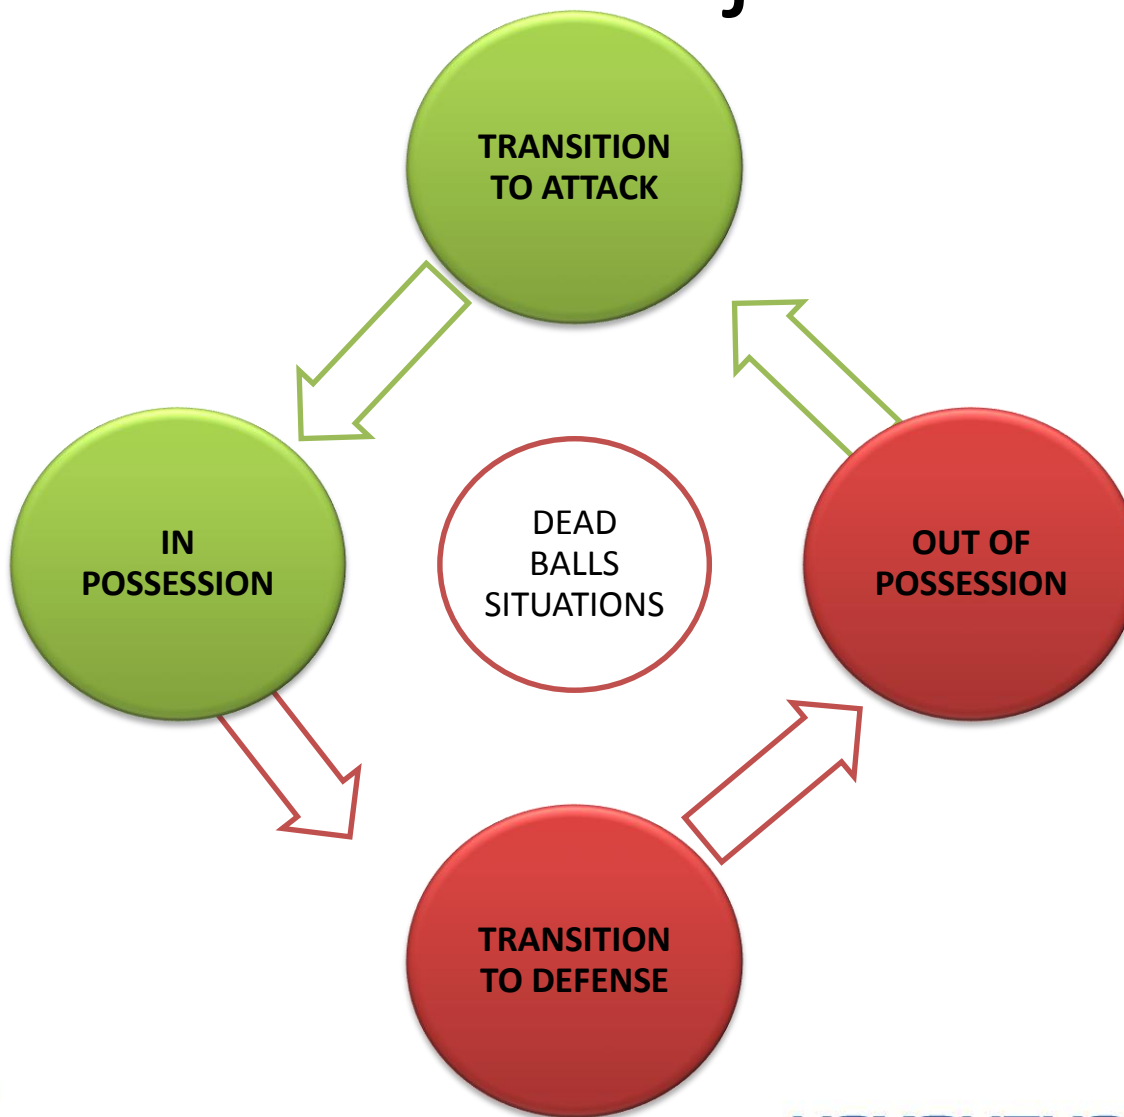 TRANSITION
TO ATTACK
IN
POSSESSION
DEAD
BALLS
SITUATIONS
OUT OF
POSSESSION
TRANSITION
TO DEFENSE